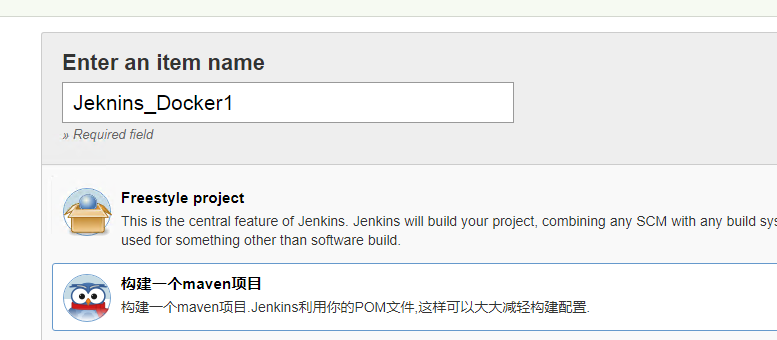 Enter an item name
Jeknins_Docker1
» Required field
Freestyle project
This is the central feature of Jenkins. Jenkins will build your project, combining any SCM with any build sys
used for something other than software build.
构建一个maven项目
构建一个maven项目.Jenkins利用你的POM文件,这样可以大大减轻构建配置.